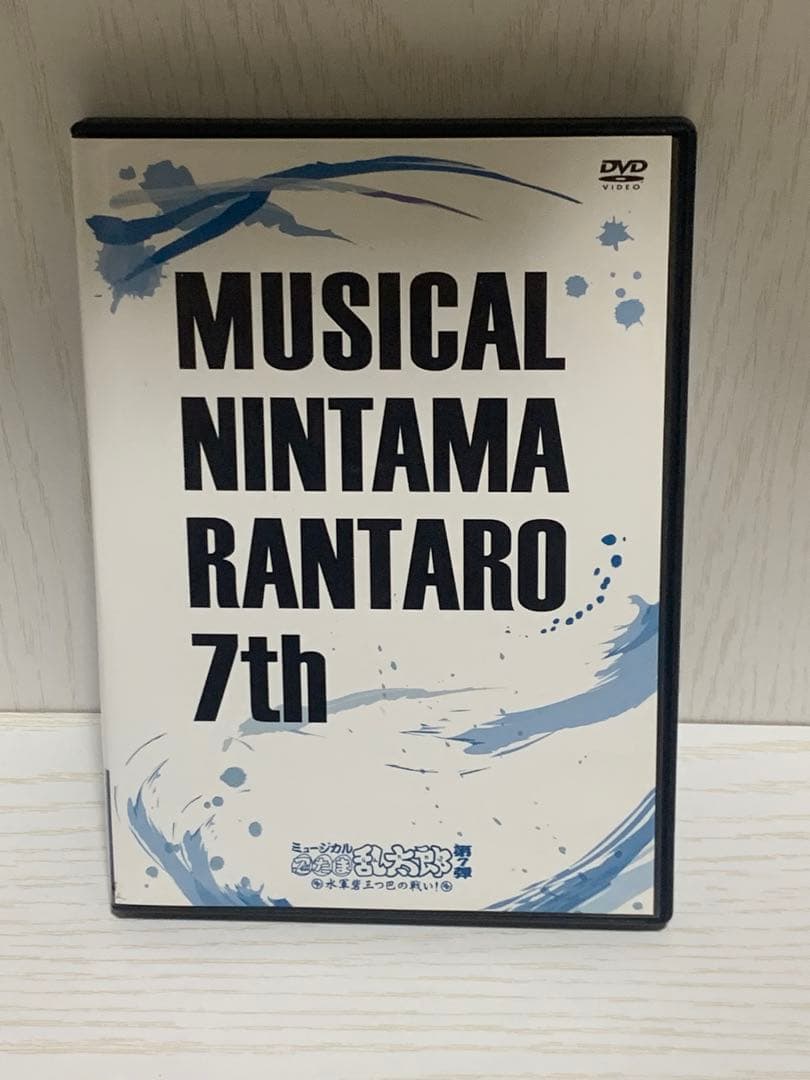 DVD
VIDEO
MUSICAL
NINTAMA
RANTARO
7th
ミュージカル
忍たま乱太郎
第7弾
水軍砦三つ巴の戦い!